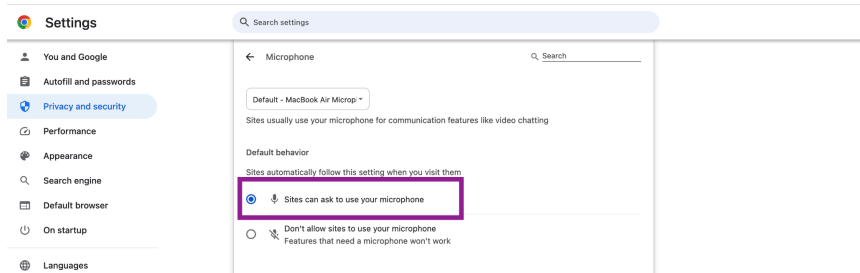 Settings
Search settings
You and Google
Autofill and passwords
Privacy and security
Performance
Appearance
Search engine
Default browser
On startup
Languages
Microphone
Search
Default - MacBook Air Microp
Sites usually use your microphone for communication features like video chatting
Default behavior
Sites automatically follow this setting when you visit them
Sites can ask to use your microphone
Don't allow sites to use your microphone
Features that need a microphone won't work